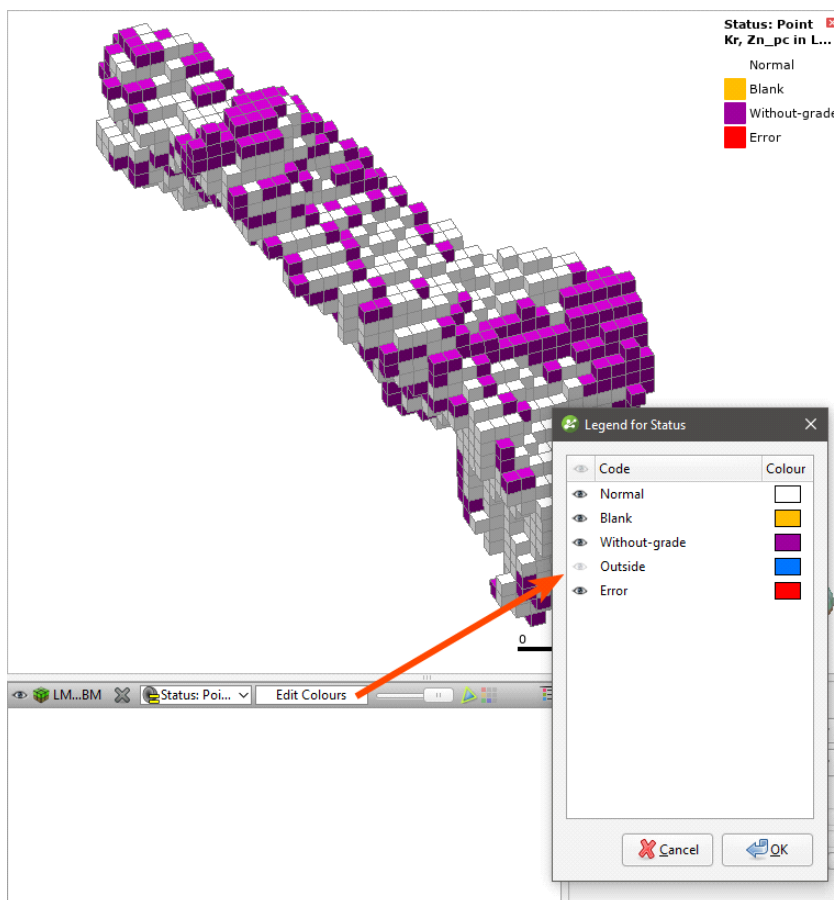 Status: Point
Kr, Zn_pc in L...
Normal
Blank
Without-grade
Error
0
LM...BM
Status: Poi...
Edit Colours
Legend for Status
Code Colour
Normal
Blank
Without-grade
Outside
Error
Cancel
OK